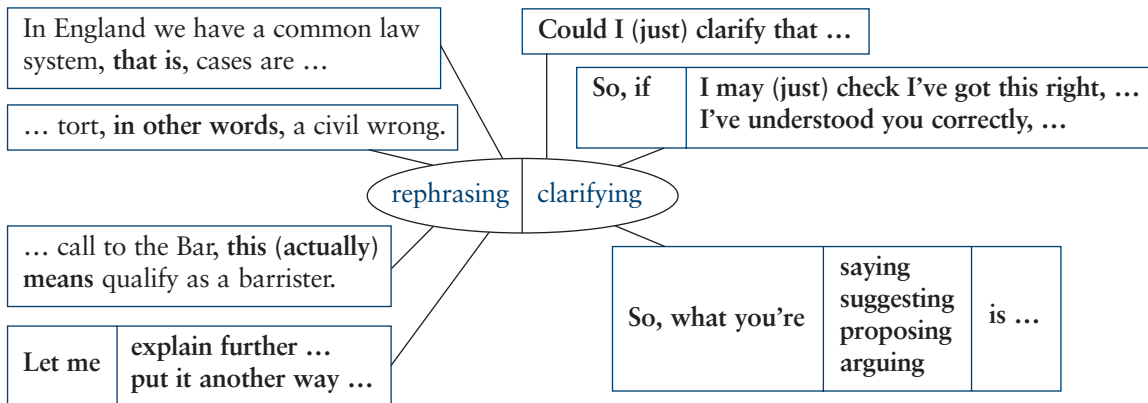 In England we have a common law
system, that is, cases are …
… tort, in other words, a civil wrong.
… call to the Bar, this (actually)
means qualify as a barrister.
Let me
explain further …
put it another way …
rephrasing
clarifying
Could I (just) clarify that …
So, if
I may (just) check I’ve got this right, …
I’ve understood you correctly, …
So, what you're
saying
suggesting
proposing
arguing
is …